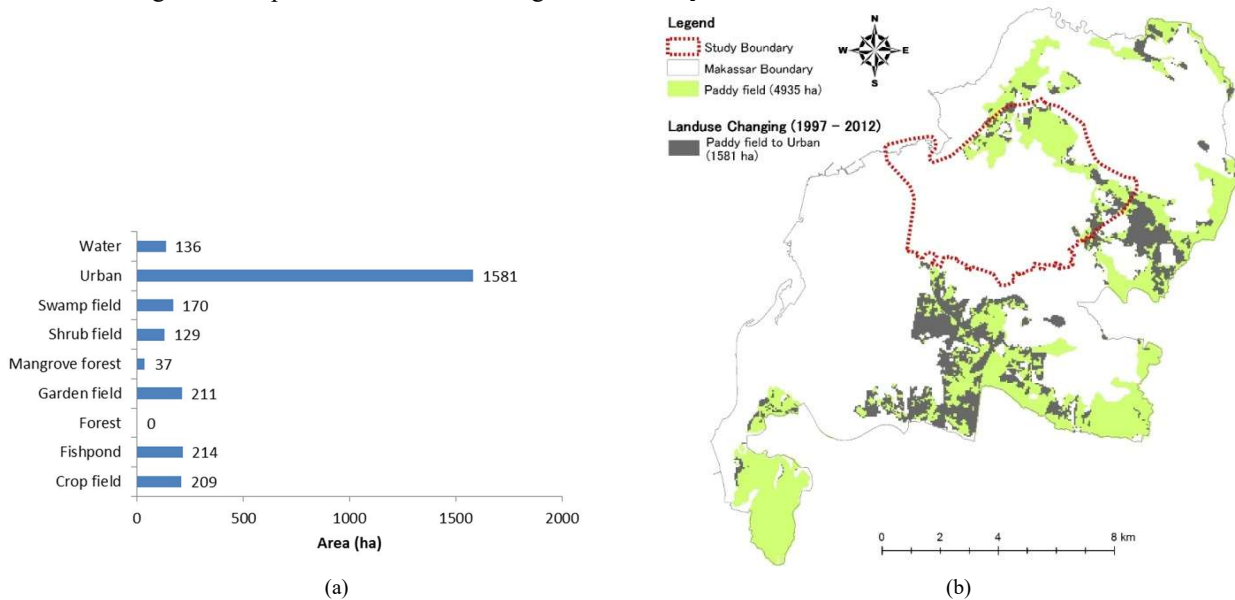 Legend
Study Boundary
Makassar Boundary
Paddy field (4935 ha)
Landuse Changing (1997 – 2012)
Paddy field to Urban
(1581 ha)
N
W E
S
Water 136
Urban 1581
Swamp field 170
Shrub field 129
Mangrove forest 37
Garden field 211
Forest 0
Fishpond 214
Crop field 209
0 500 1000 1500 2000
Area (ha)
0 2 4 8 km
(a) (b)